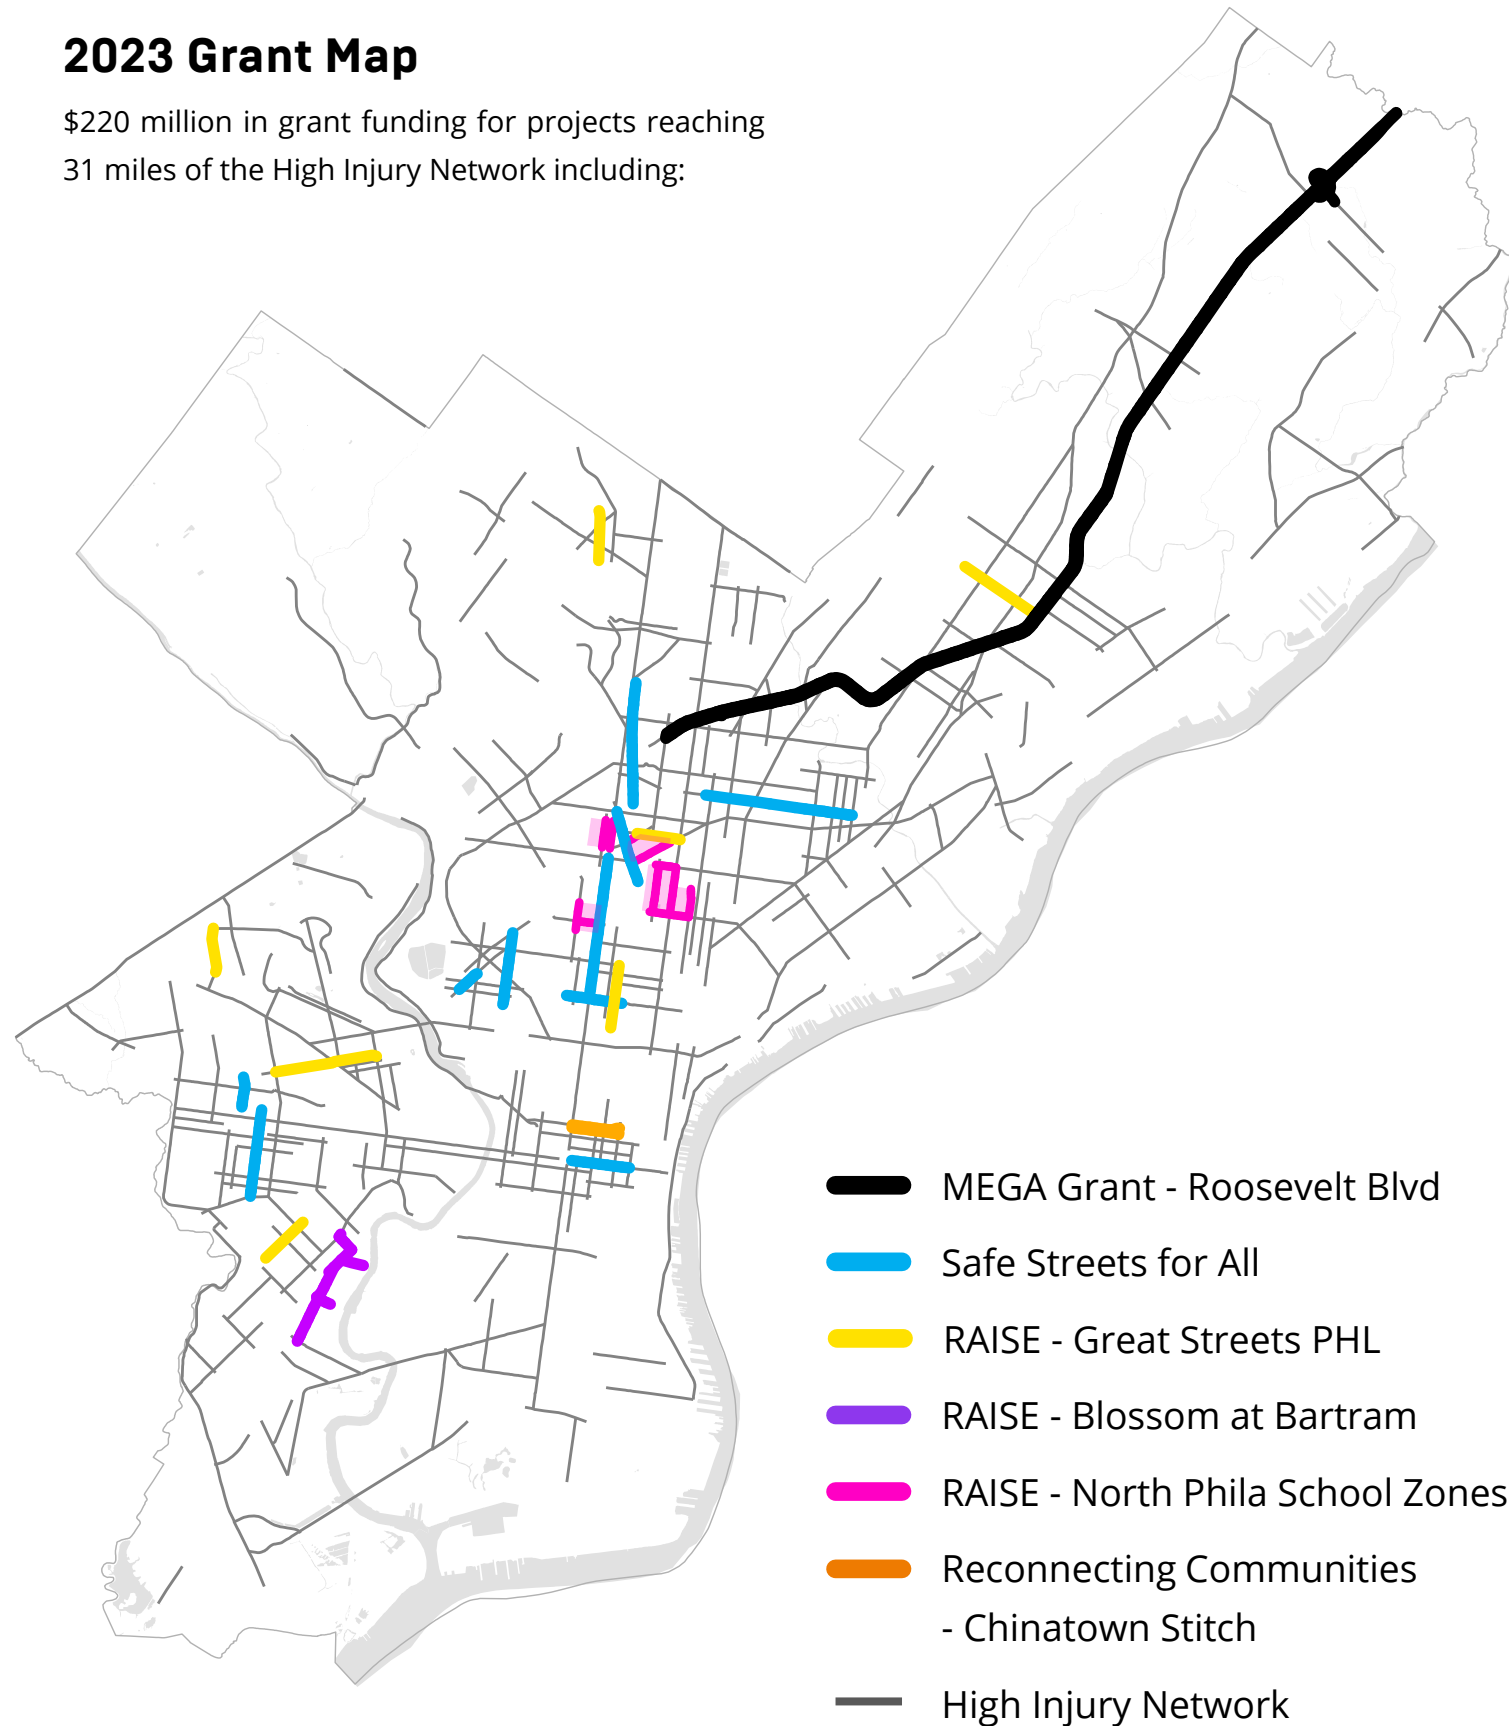 2023 Grant Map
$220 million in grant funding for projects reaching
31 miles of the High Injury Network including:
MEGA Grant - Roosevelt Blvd
Safe Streets for All
RAISE - Great Streets PHL
RAISE - Blossom at Bartram
RAISE - North Phila School Zones
Reconnecting Communities
- Chinatown Stitch
High Injury Network